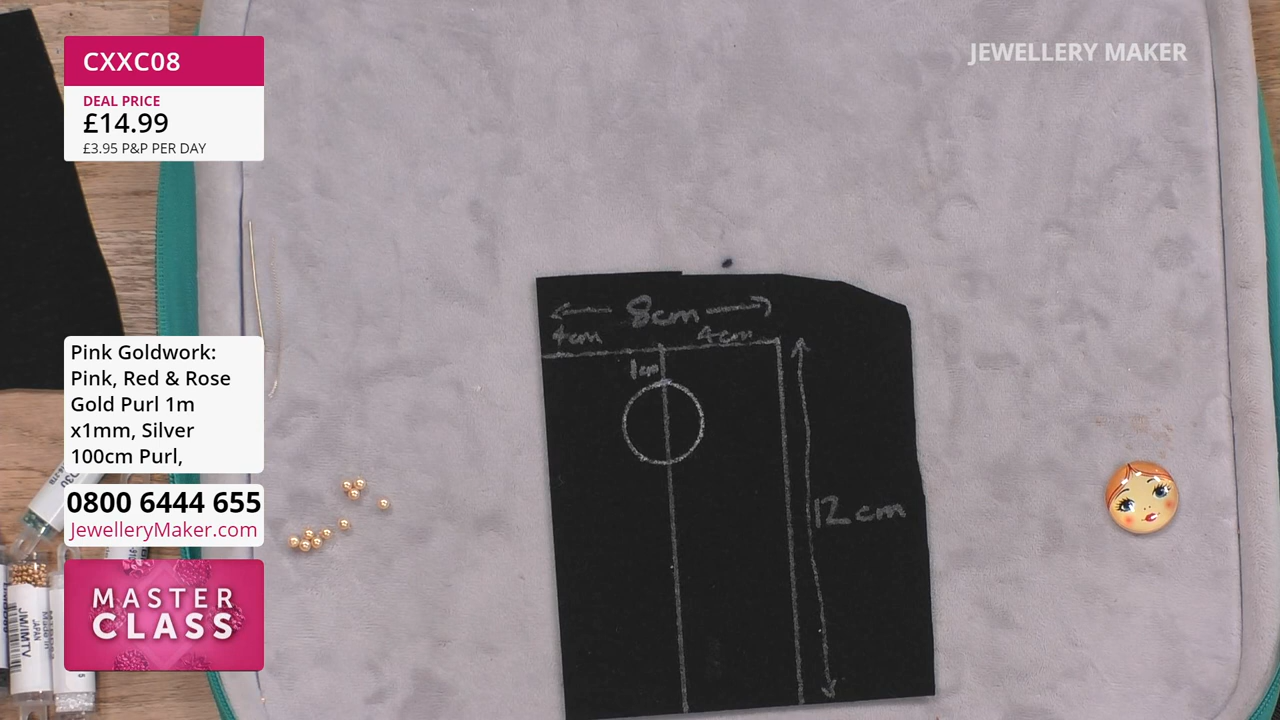 CXXC08
DEAL PRICE
£14.99
£3.95 P&P PER DAY
JEWELLERY MAKER
8cm
4cm 4cm
1cm
12cm
Pink Goldwork:
Pink, Red & Rose
Gold Purl 1m
x1mm, Silver
100cm Purl,
0800 6444 655
JewelleryMaker.com
MASTER
CLASS
JAPAN